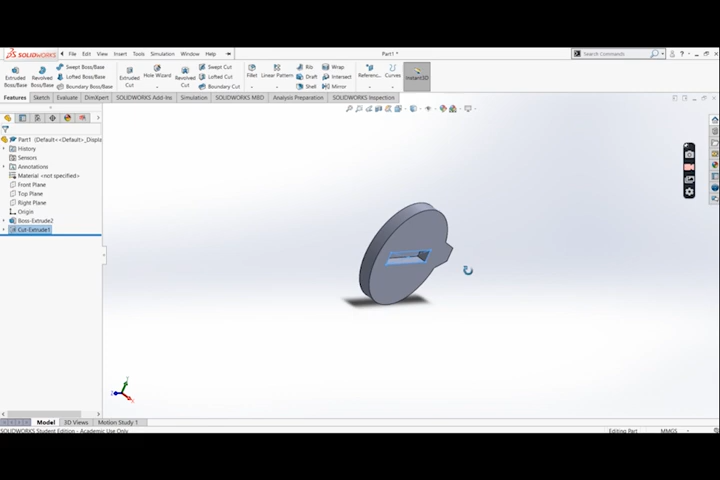 SOLIDWORKS File Edit View Insert Tools Simulation Window Help Part1 * Search Commands
Extruded Boss/Base Revolved Boss/Base Swept Boss/Base Lofted Boss/Base Boundary Boss/Base Extruded Cut Hole Wizard Revolved Cut Swept Cut Lofted Cut Boundary Cut Fillet Linear Pattern Rib Draft Shell Wrap Intersect Mirror Referenc... Curves Instant3D
Features Sketch Evaluate DimXpert SOLIDWORKS Add-Ins Simulation SOLIDWORKS MBD Analysis Preparation SOLIDWORKS Inspection
Part1 (Default<<Default>_Displa
History
Sensors
Annotations
Material <not specified>
Front Plane
Top Plane
Right Plane
Origin
Boss-Extrude2
Cut-Extrude1
Model 3D Views Motion Study 1
SOLIDWORKS Student Edition - Academic Use Only Editing Part MMGS